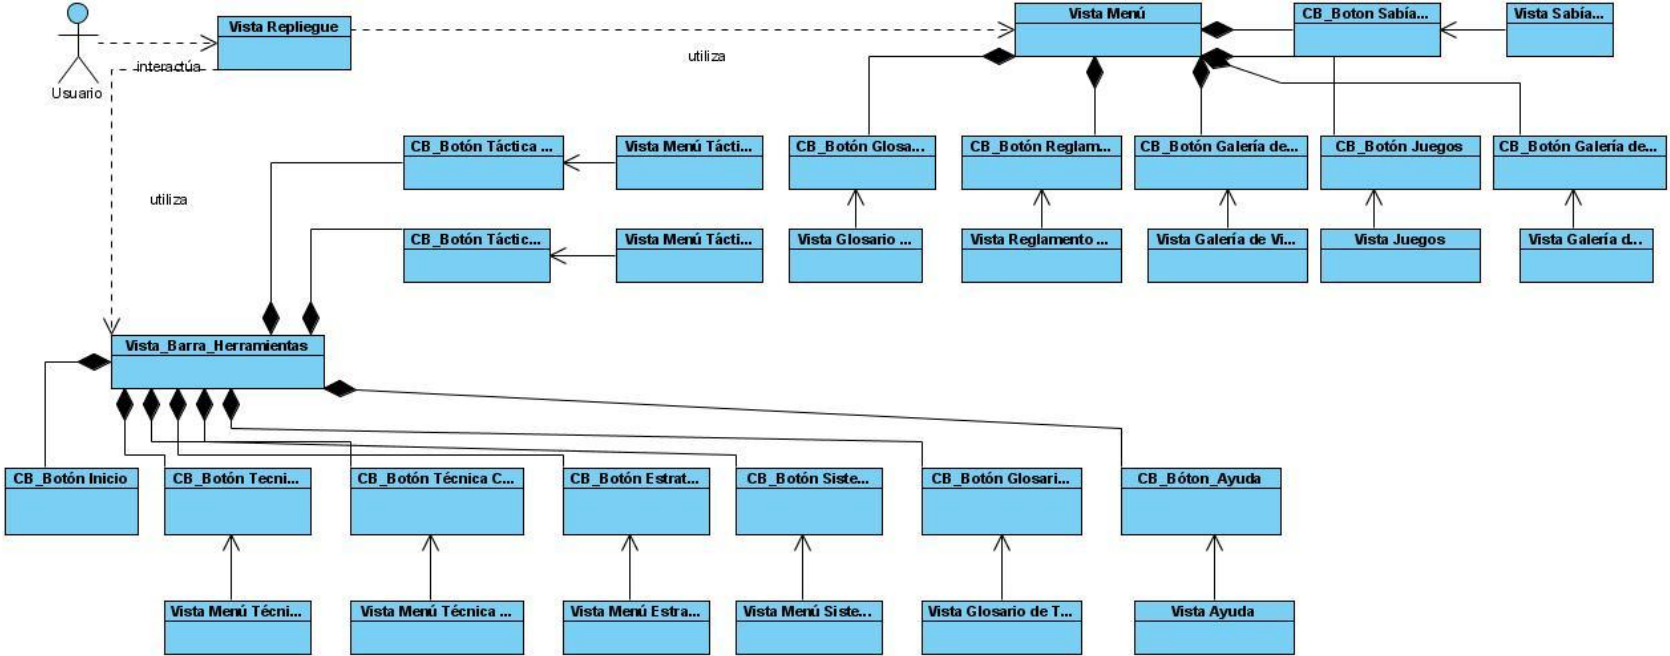 Vista Menú
CB_Boton Sabía...
Vista Sabía...
Vista Repliegue
utiliza
interactúa
Usuario
CB_Botón Táctica ...
Vista Menú Tácti...
CB_Botón Glosa...
CB_Botón Reglam...
CB_Botón Galería de...
CB_Botón Juegos
CB_Botón Galería de...
utiliza
CB_Botón Táctic...
Vista Menú Tácti...
Vista Glosario ...
Vista Reglamento ...
Vista Galería de Vi...
Vista Juegos
Vista Galería d...
Vista_Barra_Herramientas
CB_Botón Inicio
CB_Botón Tecni...
CB_Botón Técnica C...
CB_Botón Estrat...
CB_Botón Siste...
CB_Botón Glosari...
CB_Bóton_Ayuda
Vista Menú Técni...
Vista Menú Técnica ...
Vista Menú Estra...
Vista Menú Siste...
Vista Glosario de T...
Vista Ayuda